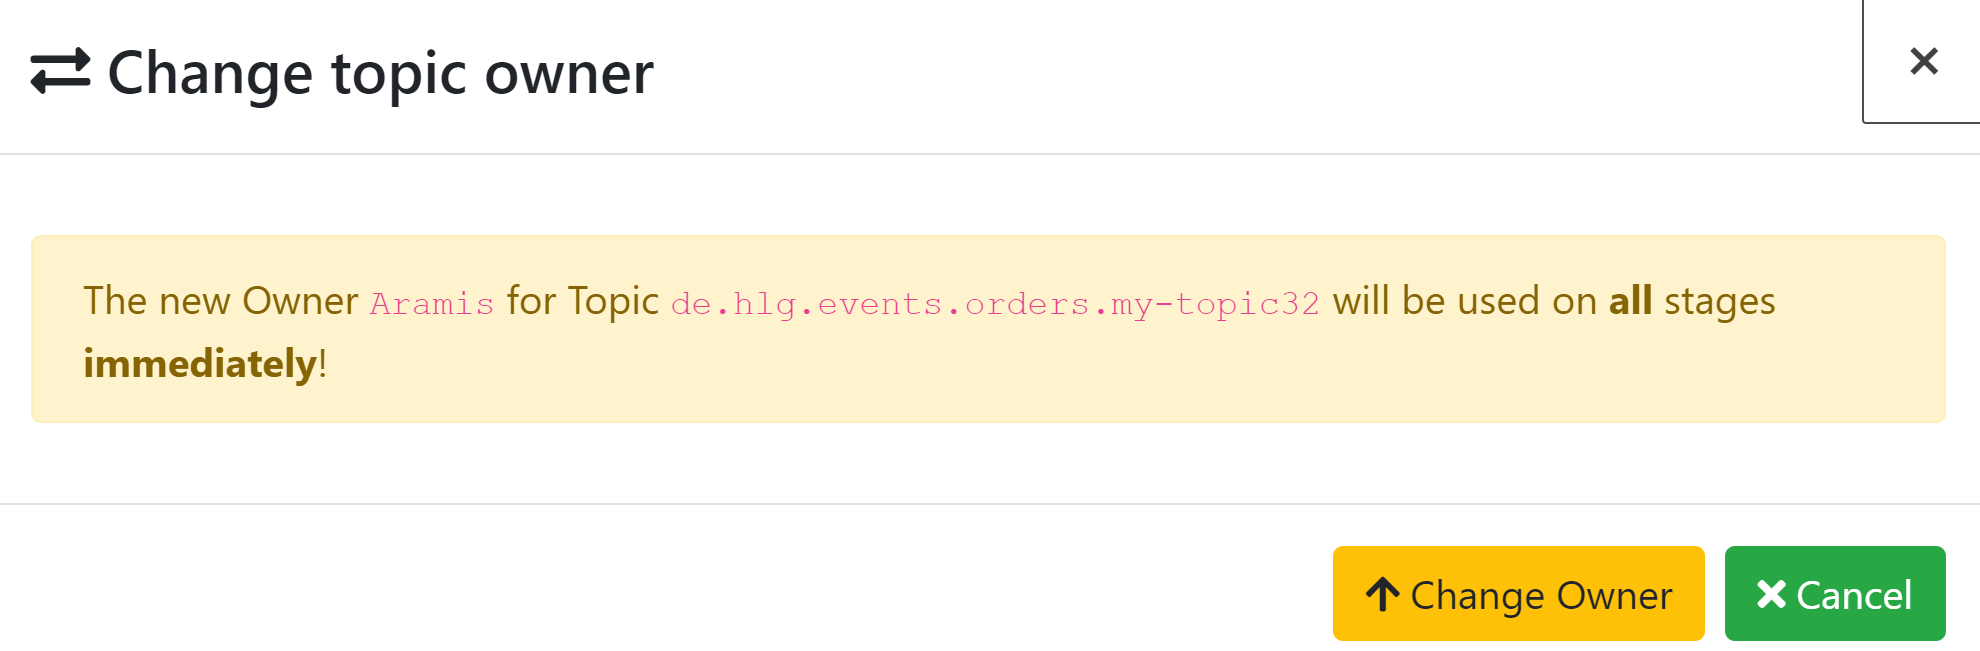 Change topic owner
The new Owner Aramis for Topic de.hlg.events.orders.my-topic32 will be used on all stages
immediately!
Change Owner
Cancel